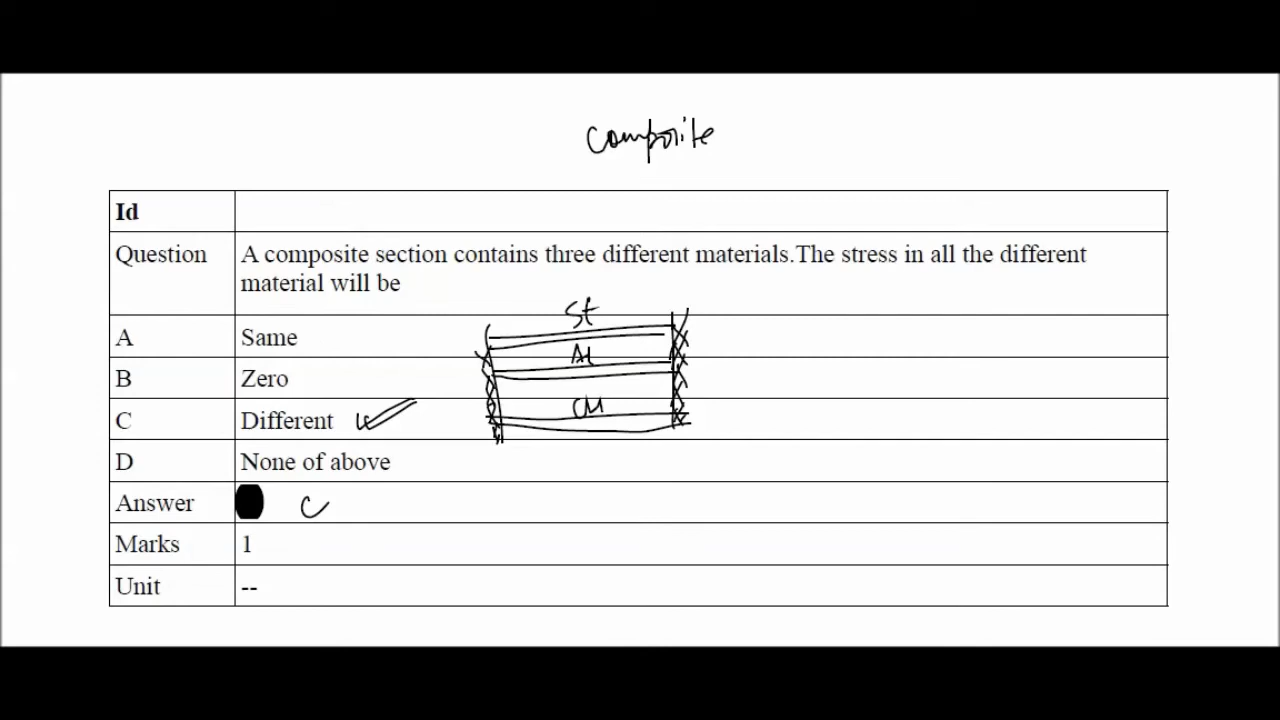 composite
Id
Question A composite section contains three different materials.The stress in all the different
material will be
St
A Same
Al
B Zero
CM
C Different
D None of above
Answer C
Marks 1
Unit --